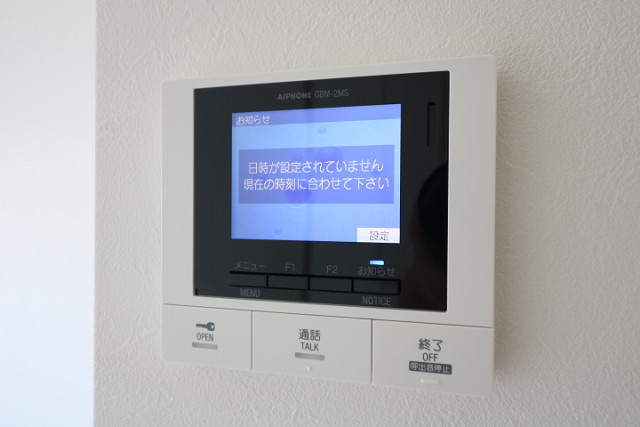 AIPHONE GBM-2MS
お知らせ
日時が設定されていません
現在の時刻に合わせて下さい
設定
メニュー F1 F2 お知らせ
MENU NOTICE
OPEN
通話
TALK
終了
OFF
呼出音停止